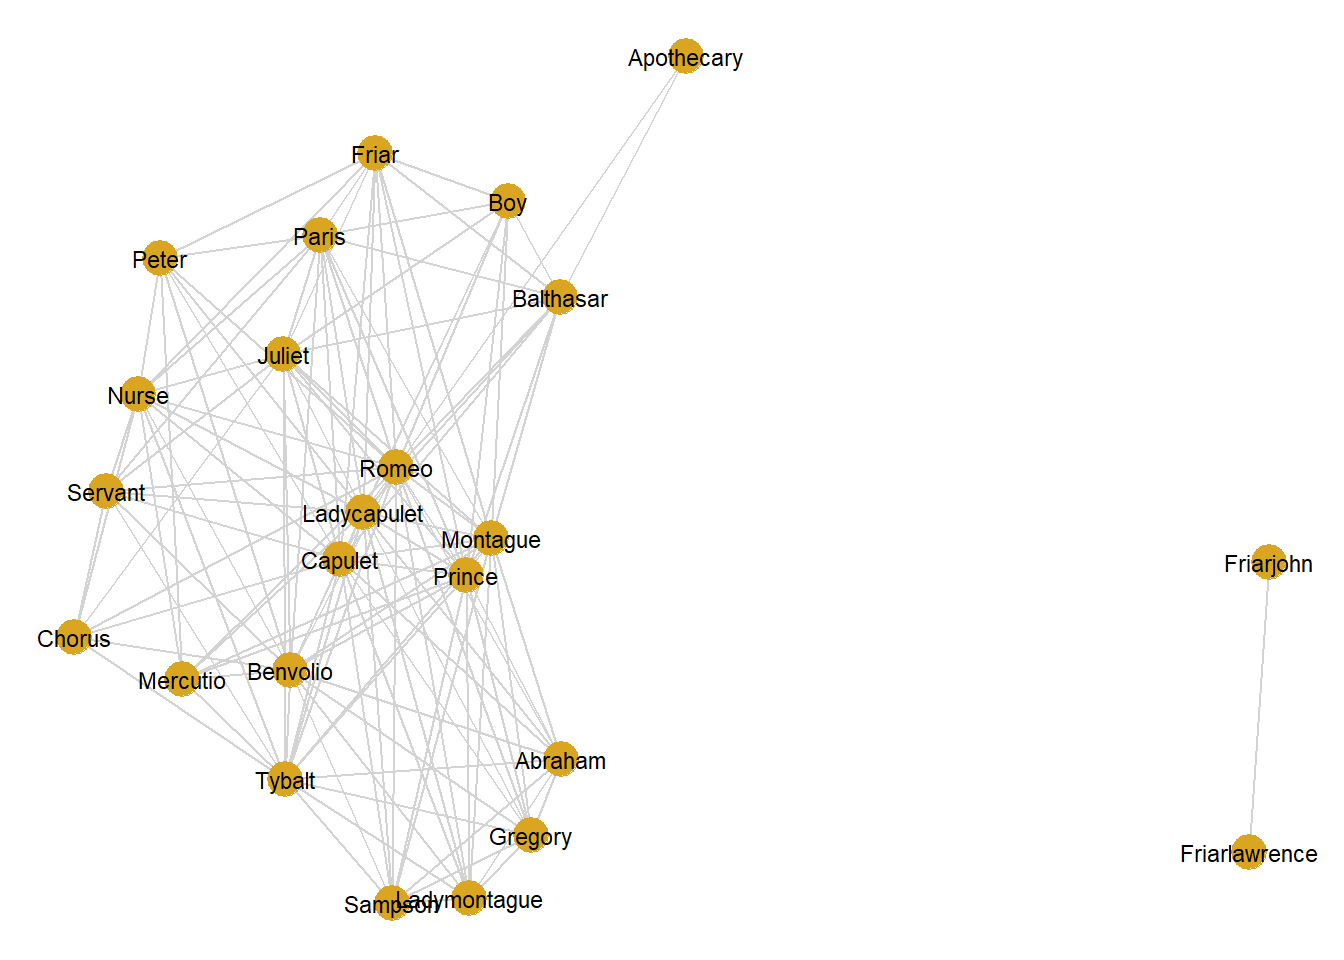 Apothecary
Friar
Boy
Paris
Peter
Balthasar
Juliet
Nurse
Romeo
Servant
Ladycapulet
Montague
Capulet
Prince
Friarjohn
Chorus
Benvolio
Mercutio
Abraham
Tybalt
Gregory
Friarlawrence
Sampson
Ladymontague